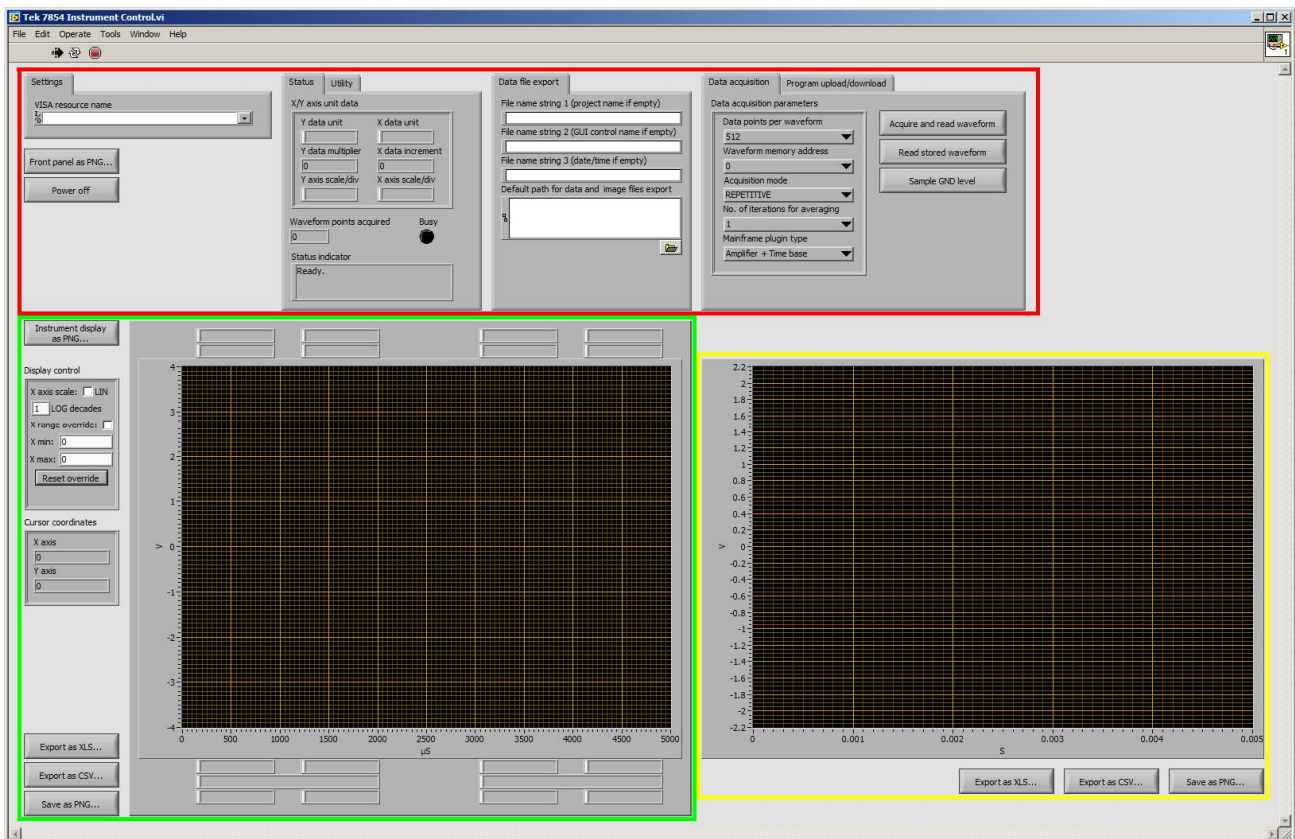 Tek 7854 Instrument Control.vi
File Edit Operate Tools Window Help
Settings
VISA resource name
Front panel as PNG...
Power off
Status Utility
X/Y axis unit data
Y data unit X data unit
Y data multiplier X data increment
0 0
Y axis scale/div X axis scale/div
Waveform points acquired Busy
0
Status indicator
Ready.
Data file export
File name string 1 (project name if empty)
File name string 2 (GUI control name if empty)
File name string 3 (date/time if empty)
Default path for data and image files export
Data acquisition Program upload/download
Data acquisition parameters
Data points per waveform
512
Waveform memory address
0
Acquisition mode
REPETITIVE
No. of iterations for averaging
1
Mainframe plugin type
Amplifier + Time base
Acquire and read waveform
Read stored waveform
Sample GND level
Instrument display
as PNG...
Display control
X axis scale: LIN
1 LOG decades
X range override:
X min: 0
X max: 0
Reset override
Cursor coordinates
X axis
0
Y axis
0
Export as XLS...
Export as CSV...
Save as PNG...
4
3
2
1
0
-1
-2
-3
-4
V
0 500 1000 1500 2000 2500 3000 3500 4000 4500 5000
µS
2.2
2
1.8
1.6
1.4
1.2
1
0.8
0.6
0.4
0.2
0
-0.2
-0.4
-0.6
-0.8
-1
-1.2
-1.4
-1.6
-1.8
-2
-2.2
V
0 0.001 0.002 0.003 0.004 0.005
S
Export as XLS... Export as CSV... Save as PNG...